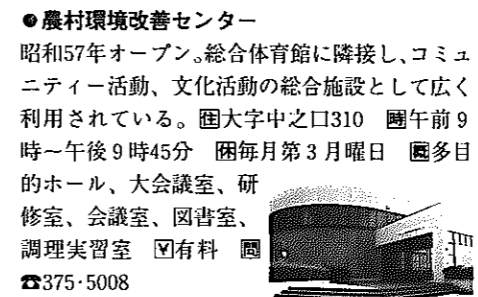 ●農村環境改善センター
昭和57年オープン。総合体育館に隣接し、コミュ
ニティー活動、文化活動の総合施設として広く
利用されている。住大字中之口310 時午前9
時〜午後9時45分 休毎月第3月曜日 多目
的ホール、大会議室、研
修室、会議室、図書室、
調理実習室 ¥有料 問
☎375·5008